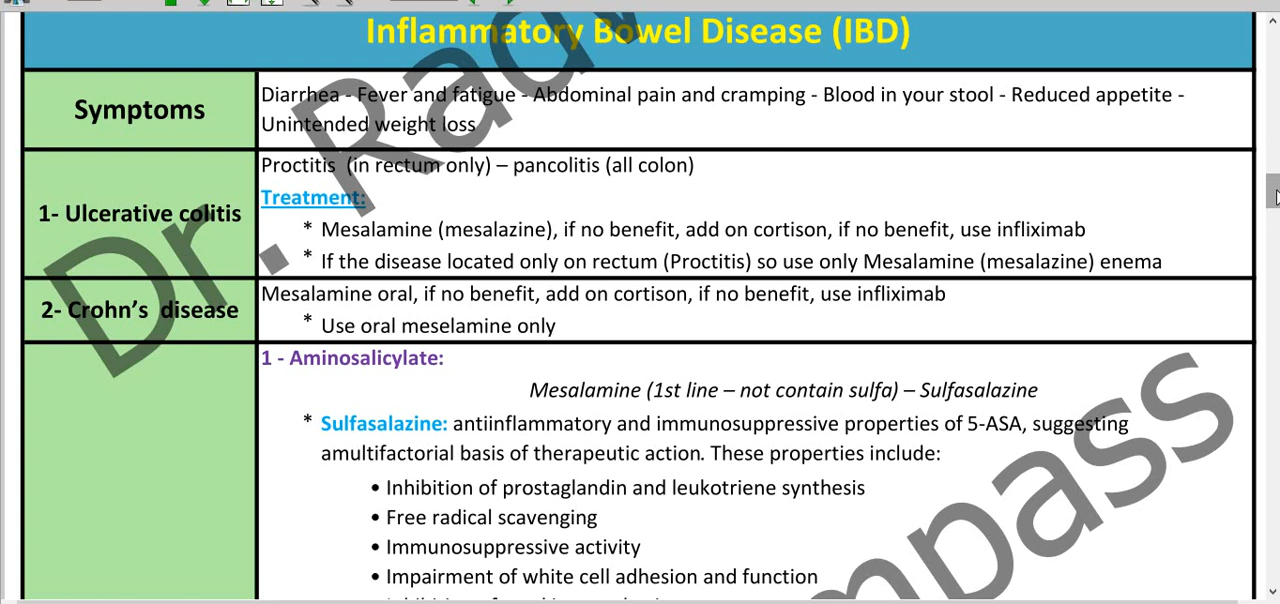 Inflammatory Bowel Disease (IBD)
Symptoms
Diarrhea - Fever and fatigue - Abdominal pain and cramping - Blood in your stool - Reduced appetite -
Unintended weight loss
1- Ulcerative colitis
Proctitis (in rectum only) – pancolitis (all colon)
Treatment:
* Mesalamine (mesalazine), if no benefit, add on cortison, if no benefit, use infliximab
* If the disease located only on rectum (Proctitis) so use only Mesalamine (mesalazine) enema
2- Crohn’s disease
Mesalamine oral, if no benefit, add on cortison, if no benefit, use infliximab
* Use oral meselamine only
1 - Aminosalicylate:
Mesalamine (1st line – not contain sulfa) – Sulfasalazine
* Sulfasalazine: antiinflammatory and immunosuppressive properties of 5-ASA, suggesting
amultifactorial basis of therapeutic action. These properties include:
• Inhibition of prostaglandin and leukotriene synthesis
• Free radical scavenging
• Immunosuppressive activity
• Impairment of white cell adhesion and function
Dr. Radw
mpass